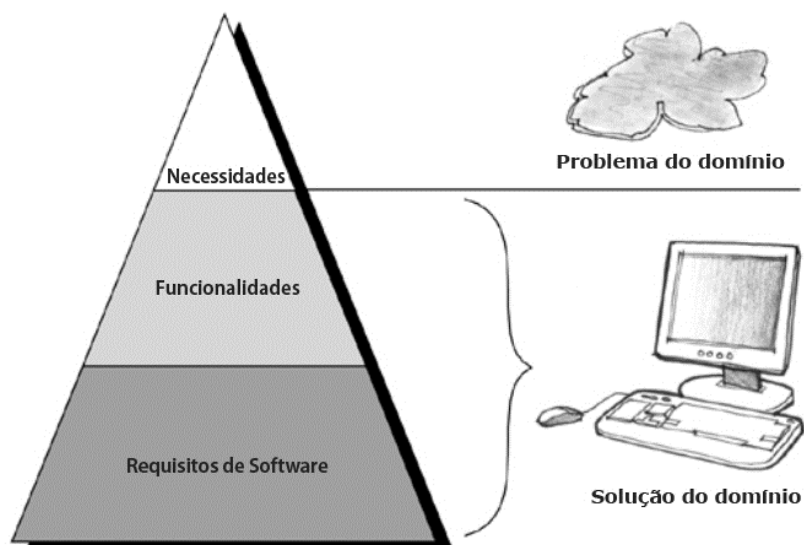 Problema do domínio
Necessidades
Funcionalidades
Requisitos de Software
Solução do domínio